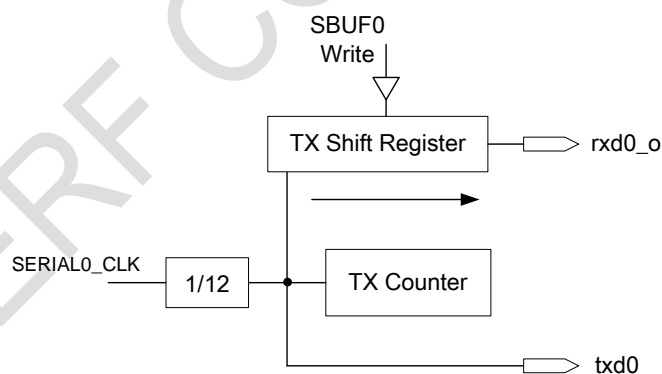 SBUF0
Write
TX Shift Register
rxd0_o
SERIAL0_CLK
1/12
TX Counter
txd0